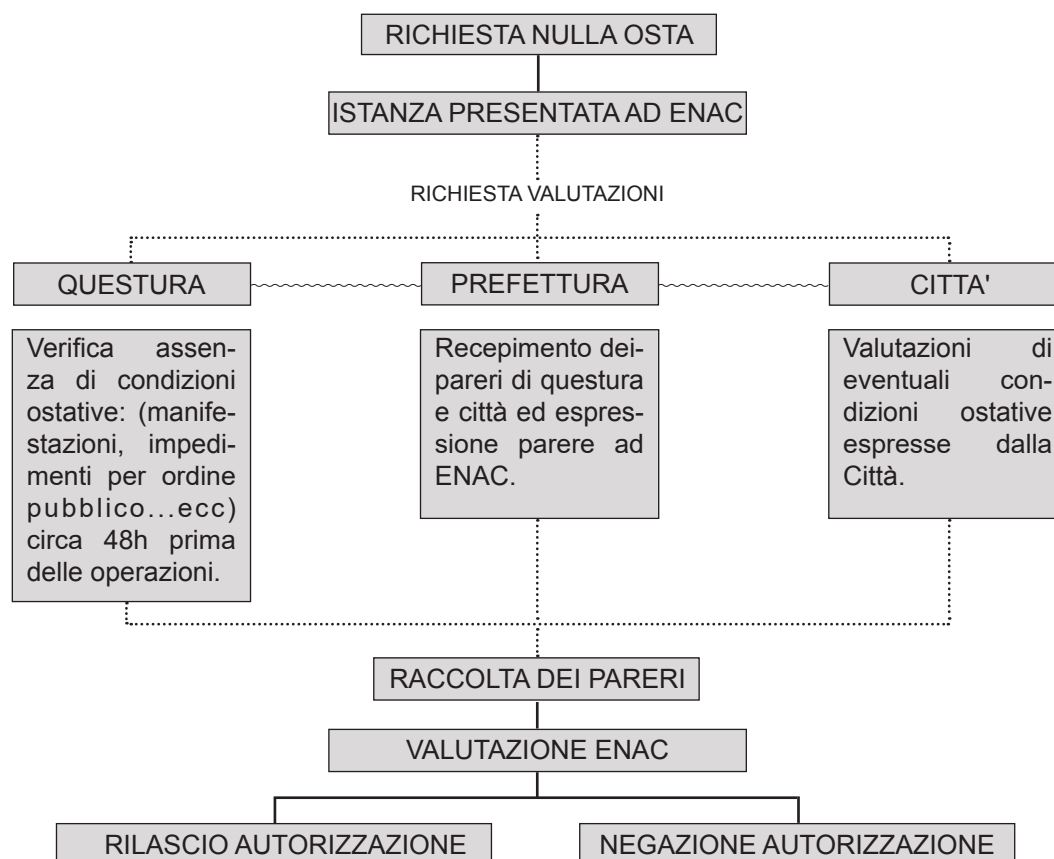 RICHIESTA NULLA OSTA
ISTANZA PRESENTATA AD ENAC
RICHIESTA VALUTAZIONI
QUESTURA
PREFETTURA
CITTA'
Verifica assen-
za di condizioni
ostative: (manife-
stazioni, impedi-
menti per ordine
pubblico...ecc)
circa 48h prima
delle operazioni.
Recepimento dei-
pareri di questura
e città ed espres-
sione parere ad
ENAC.
Valutazioni di
eventuali con-
dizioni ostative
espresse dalla
Città.
RACCOLTA DEI PARERI
VALUTAZIONE ENAC
RILASCIO AUTORIZZAZIONE
NEGAZIONE AUTORIZZAZIONE